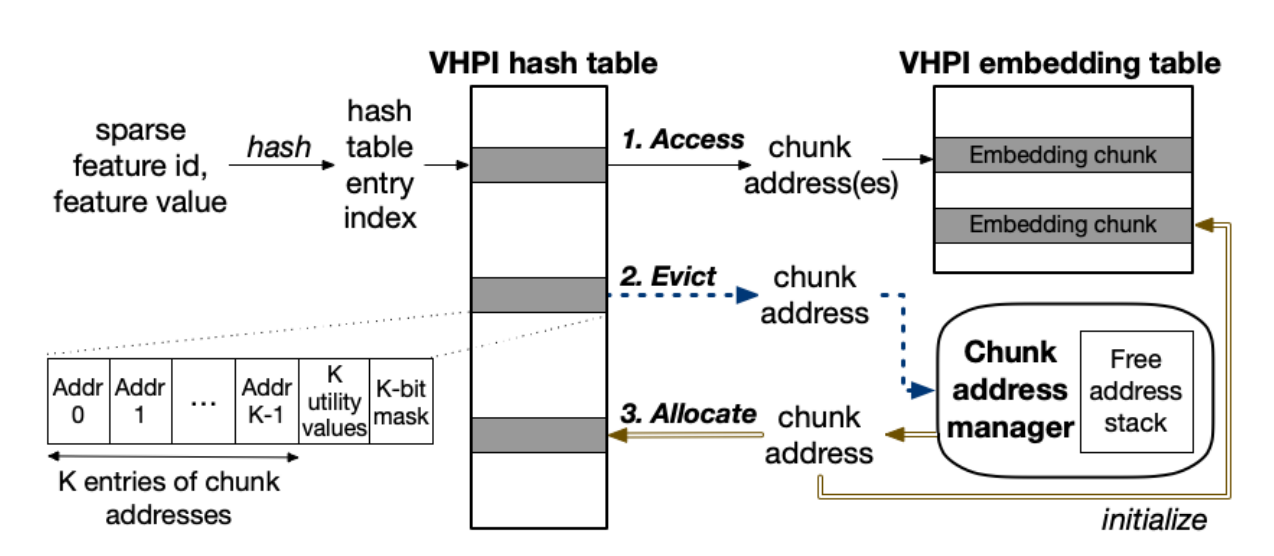 VHPI hash table
VHPI embedding table
sparse
feature id,
feature value
hash
hash
table
entry
index
1. Access
chunk
address(es)
Embedding chunk
Embedding chunk
2. Evict
chunk
address
Chunk
address
manager
Free
address
stack
Addr
0
Addr
1
...
Addr
K-1
K
utility
values
K-bit
mask
K entries of chunk
addresses
3. Allocate
chunk
address
initialize